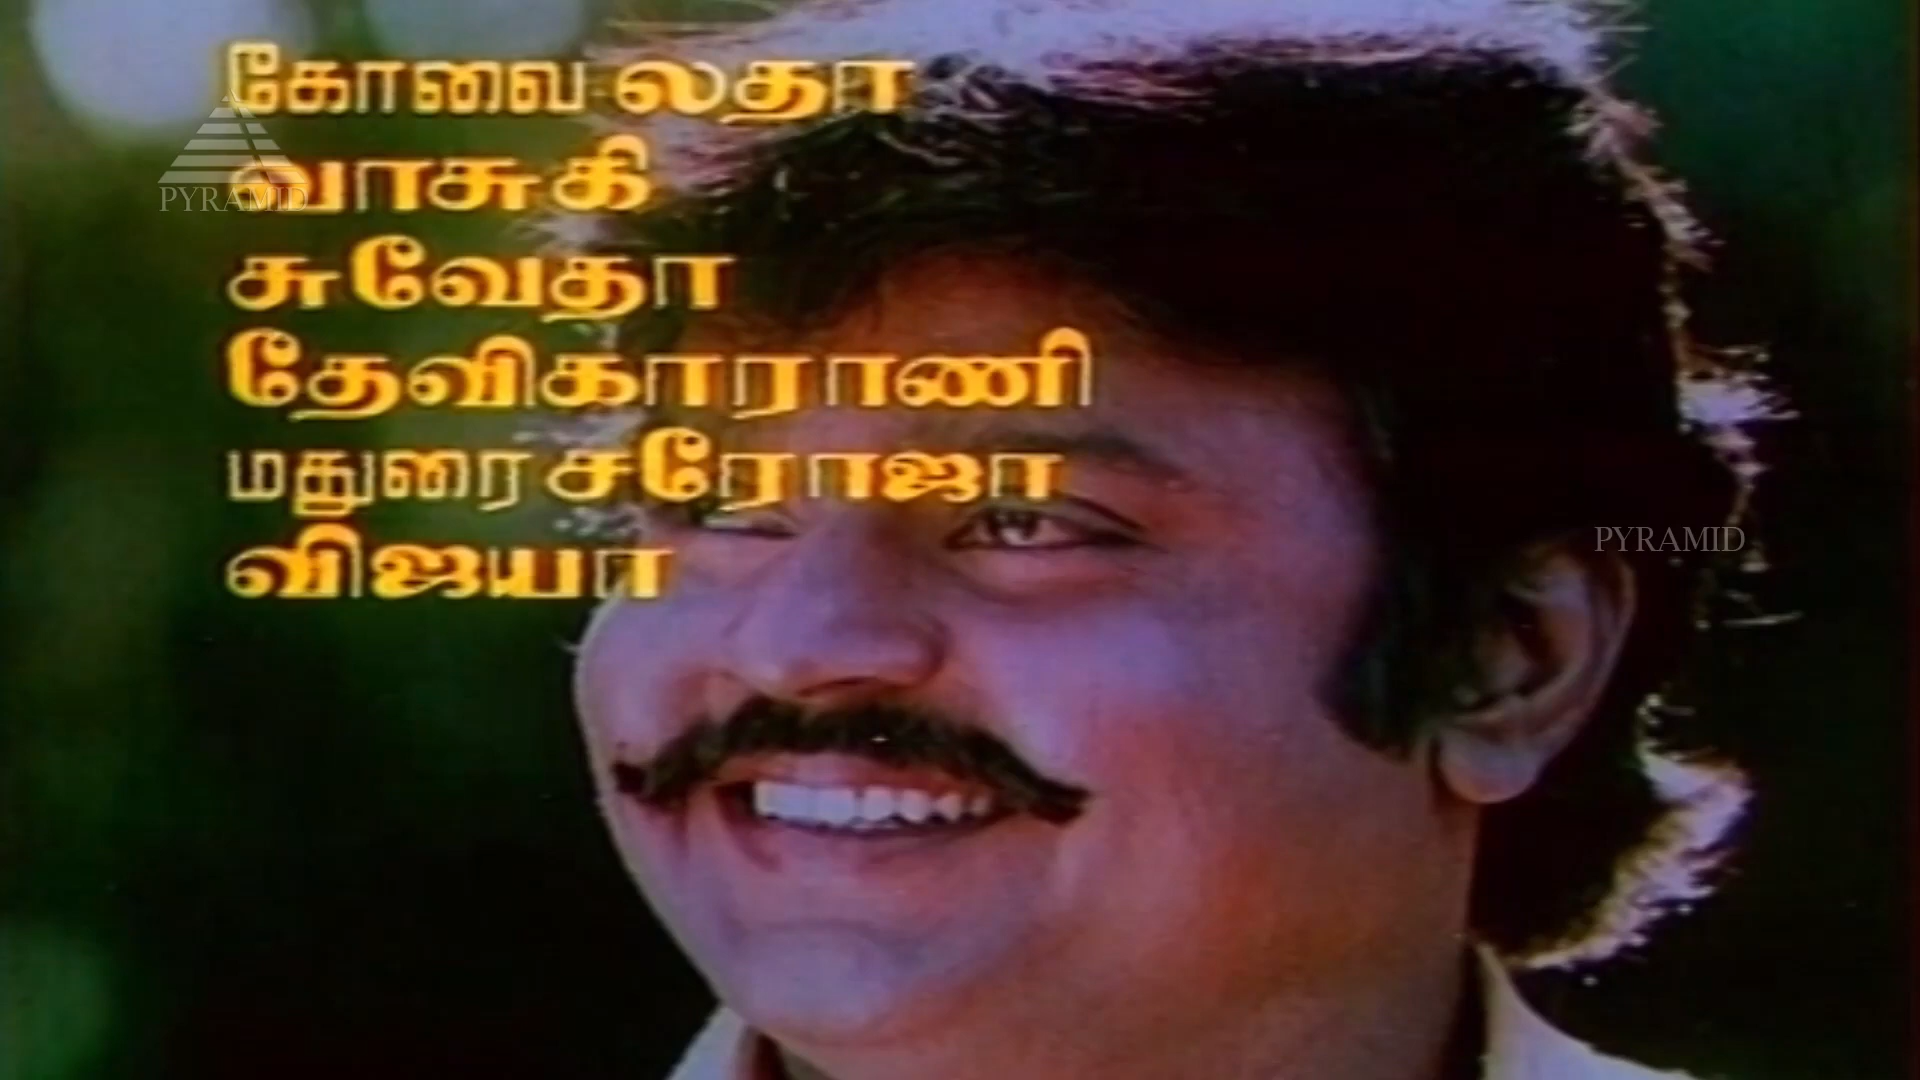 கோவை லதா
வாசுகி
சுவேதா
தேவிகாராணி
மதுரை சரோஜா
விஜயா
PYRAMID
PYRAMID